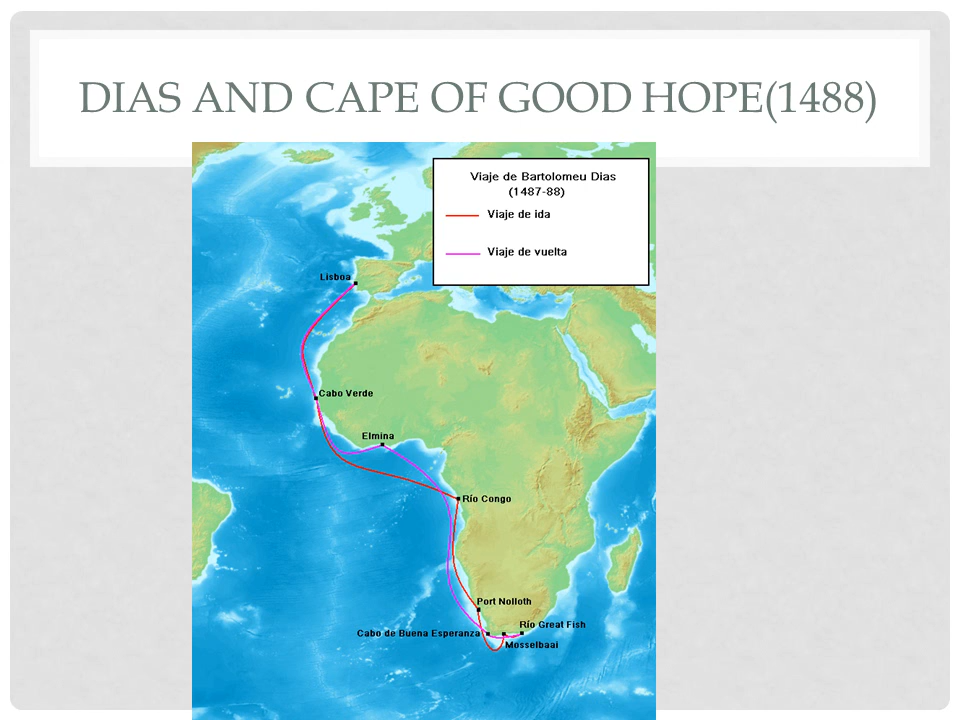 DIAS AND CAPE OF GOOD HOPE(1488)
Viaje de Bartolomeu Dias
(1487-88)
Viaje de ida
Viaje de vuelta
Lisboa
Cabo Verde
Elmina
Río Congo
Port Nolloth
Río Great Fish
Cabo de Buena Esperanza
Mosselbaai